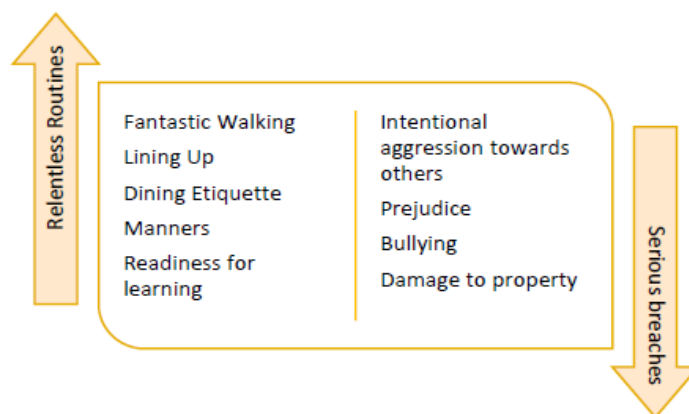 Relentless Routines
Fantastic Walking
Lining Up
Dining Etiquette
Manners
Readiness for
learning
Intentional
aggression towards
others
Prejudice
Bullying
Damage to property
Serious breaches